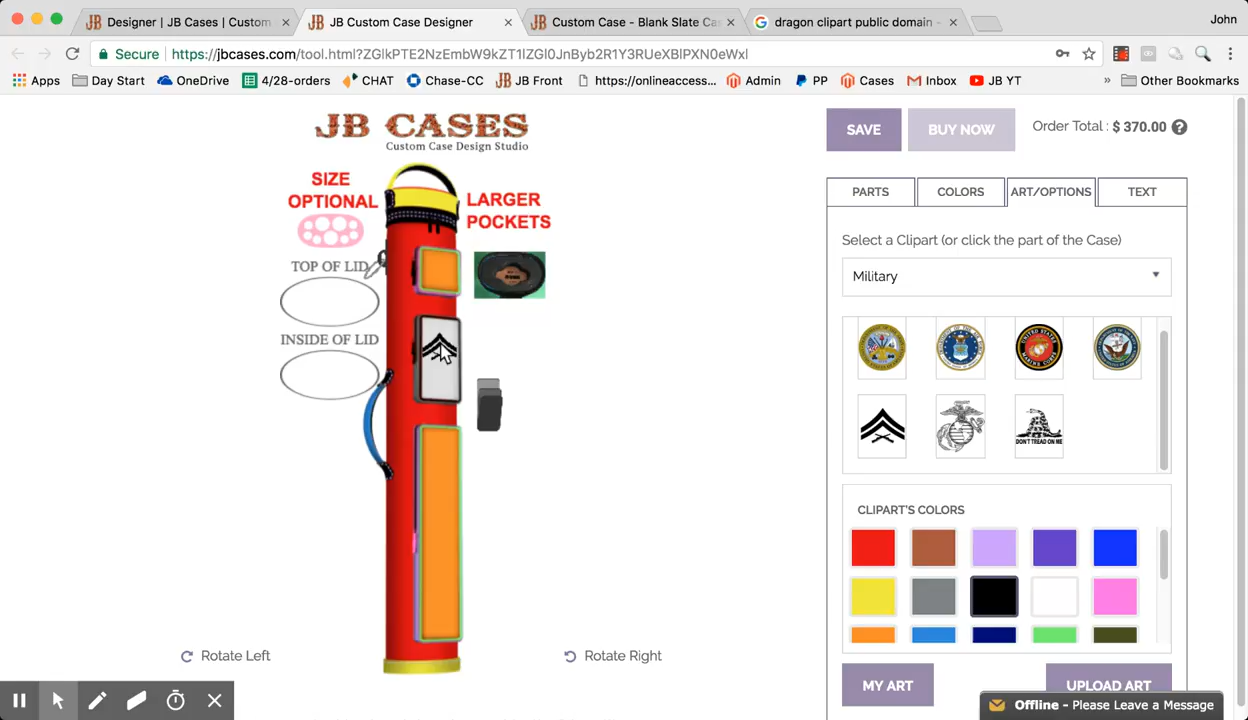 Designer | JB Cases | Custom
JB Custom Case Designer
Custom Case - Blank Slate Cas
dragon clipart public domain -
John
Secure
https://jbcases.com/tool.html?ZGlkPTE2NzEmbW9kZT1lZGl0JnByb2R1Y3RUeXBlPXN0eWxl
Apps
Day Start
OneDrive
4/28-orders
CHAT
Chase-CC
JB Front
https://onlineaccess...
Admin
PP
Cases
Inbox
JB YT
»
Other Bookmarks
JB CASES
Custom Case Design Studio
SIZE
OPTIONAL
LARGER
POCKETS
TOP OF LID
INSIDE OF LID
Rotate Left
Rotate Right
SAVE
BUY NOW
Order Total : $ 370.00
PARTS
COLORS
ART/OPTIONS
TEXT
Select a Clipart (or click the part of the Case)
Military
DON'T TREAD ON ME
CLIPART'S COLORS
MY ART
UPLOAD ART
Offline - Please Leave a Message